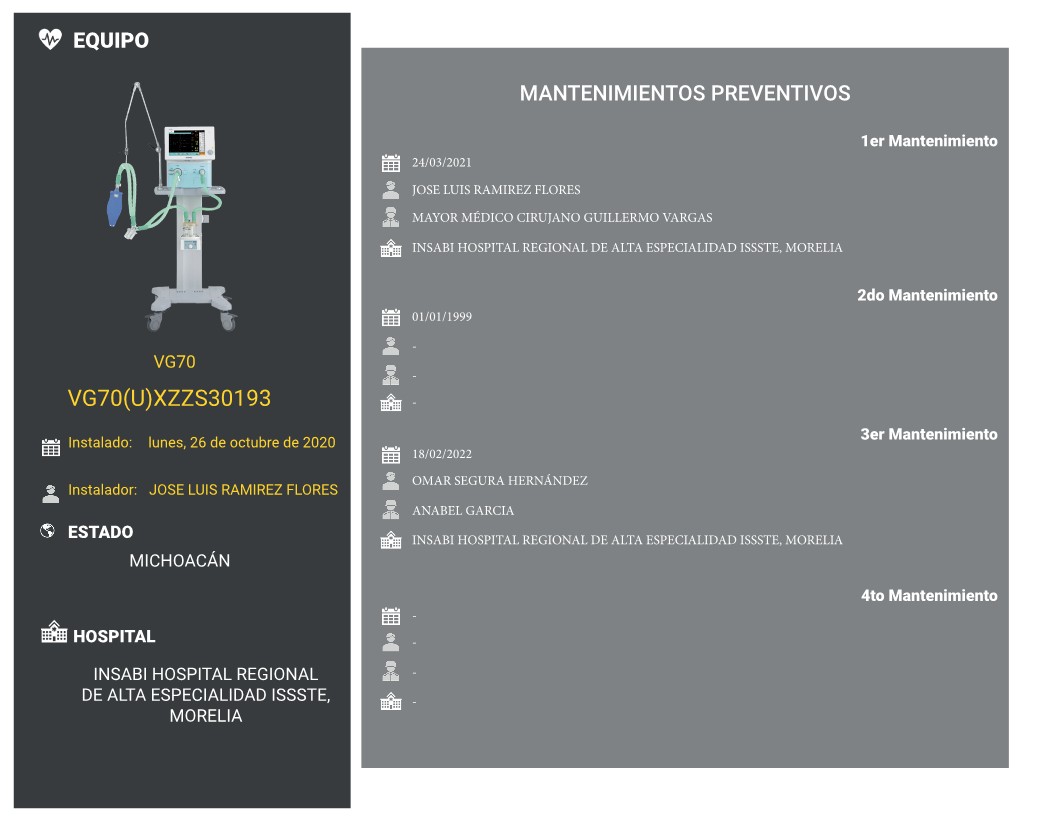 EQUIPO
VG70
VG70(U)XZZS30193
Instalado: lunes, 26 de octubre de 2020
Instalador: JOSE LUIS RAMIREZ FLORES
ESTADO
MICHOACÁN
HOSPITAL
INSABI HOSPITAL REGIONAL
DE ALTA ESPECIALIDAD ISSSTE,
MORELIA
MANTENIMIENTOS PREVENTIVOS
1er Mantenimiento
24/03/2021
JOSE LUIS RAMIREZ FLORES
MAYOR MÉDICO CIRUJANO GUILLERMO VARGAS
INSABI HOSPITAL REGIONAL DE ALTA ESPECIALIDAD ISSSTE, MORELIA
2do Mantenimiento
01/01/1999
-
-
-
3er Mantenimiento
18/02/2022
OMAR SEGURA HERNÁNDEZ
ANABEL GARCIA
INSABI HOSPITAL REGIONAL DE ALTA ESPECIALIDAD ISSSTE, MORELIA
4to Mantenimiento
-
-
-
-